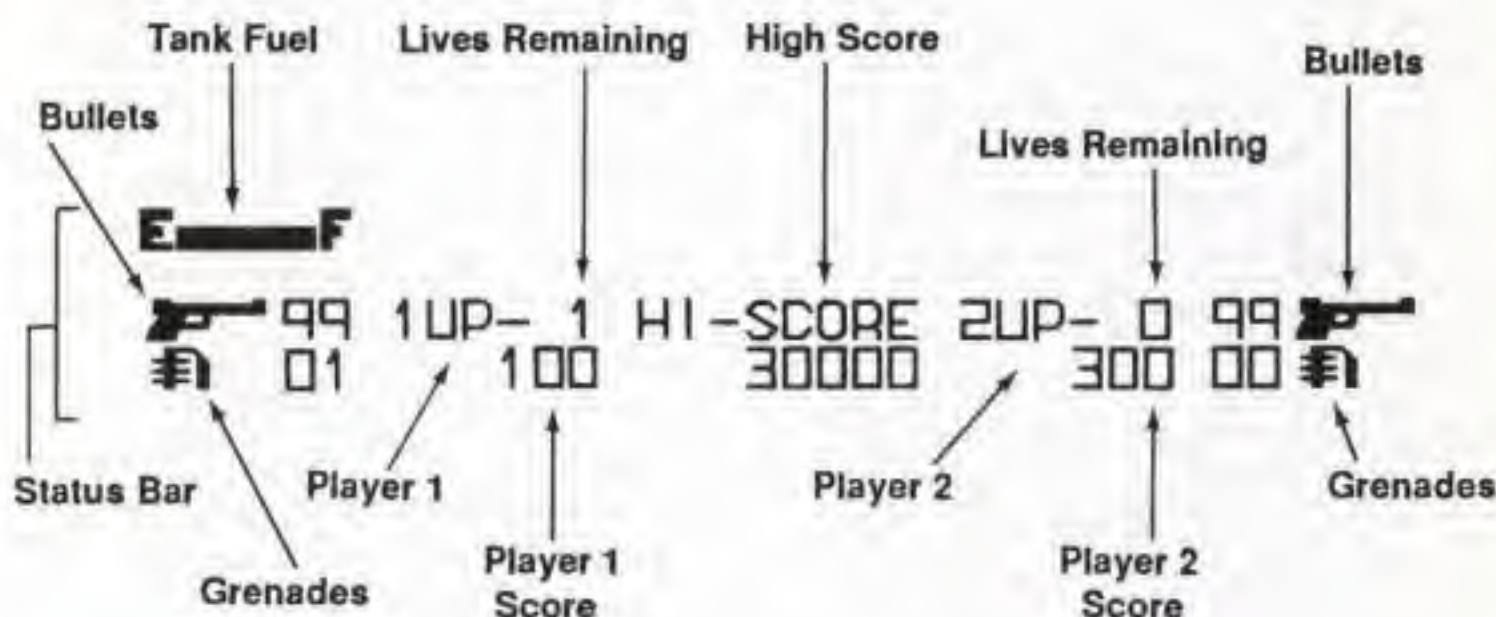 Tank Fuel
Lives Remaining
High Score
Bullets
Bullets
Lives Remaining
E F
99 1UP- 1 HI-SCORE 2UP- 0 99
01 100 30000 300 00
Status Bar
Player 1
Player 2
Grenades
Grenades
Player 1
Score
Player 2
Score